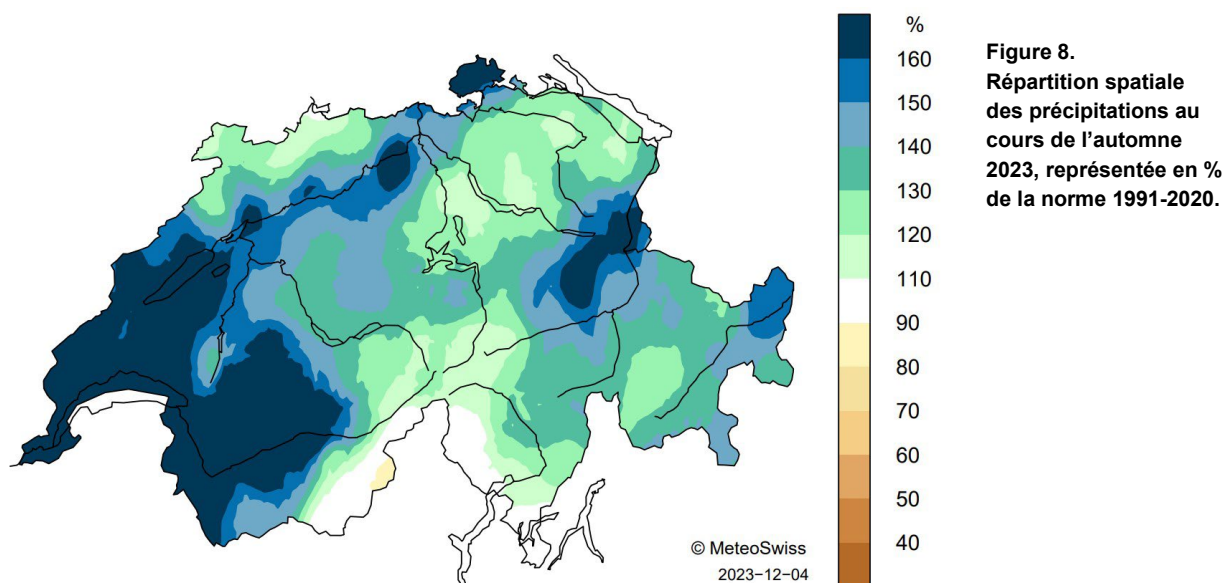 %
160
150
140
130
120
110
90
80
70
60
50
40
Figure 8.
Répartition spatiale
des précipitations au
cours de l’automne
2023, représentée en %
de la norme 1991-2020.
© MeteoSwiss
2023−12−04